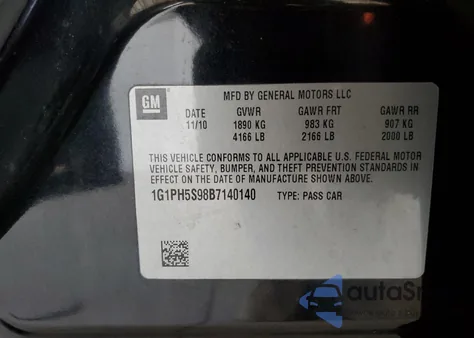 GM
MFD BY GENERAL MOTORS LLC
DATE GVWR GAWR FRT GAWR RR
11/10 1890 KG 983 KG 907 KG
4166 LB 2166 LB 2000 LB
THIS VEHICLE CONFORMS TO ALL APPLICABLE U.S. FEDERAL MOTOR
VEHICLE SAFETY, BUMPER, AND THEFT PREVENTION STANDARDS IN
EFFECT ON THE DATE OF MANUFACTURE SHOWN ABOVE.
1G1PH5S98B7140140 TYPE: PASS CAR